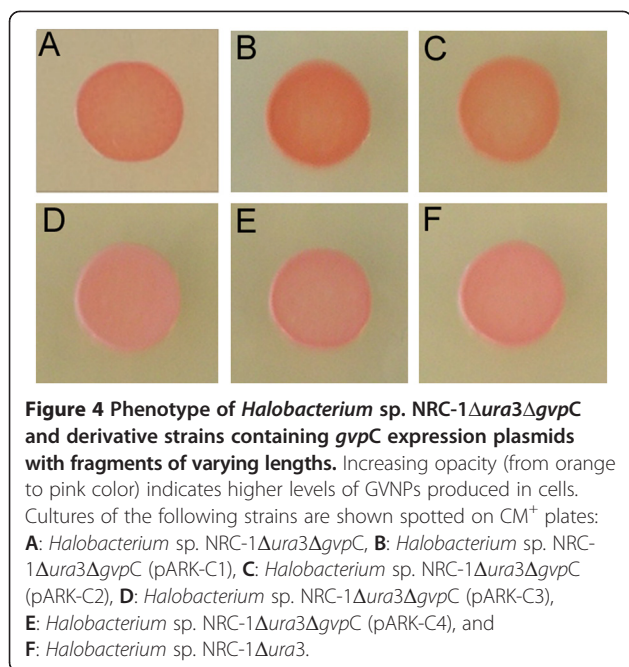 A
B
C
D
E
F
Figure 4 Phenotype of Halobacterium sp. NRC-1Δura3ΔgvpC
and derivative strains containing gvpC expression plasmids
with fragments of varying lengths. Increasing opacity (from orange
to pink color) indicates higher levels of GVNPs produced in cells.
Cultures of the following strains are shown spotted on CM⁺ plates:
A: Halobacterium sp. NRC-1Δura3ΔgvpC, B: Halobacterium sp. NRC-
1Δura3ΔgvpC (pARK-C1), C: Halobacterium sp. NRC-1Δura3ΔgvpC
(pARK-C2), D: Halobacterium sp. NRC-1Δura3ΔgvpC (pARK-C3),
E: Halobacterium sp. NRC-1Δura3ΔgvpC (pARK-C4), and
F: Halobacterium sp. NRC-1Δura3.